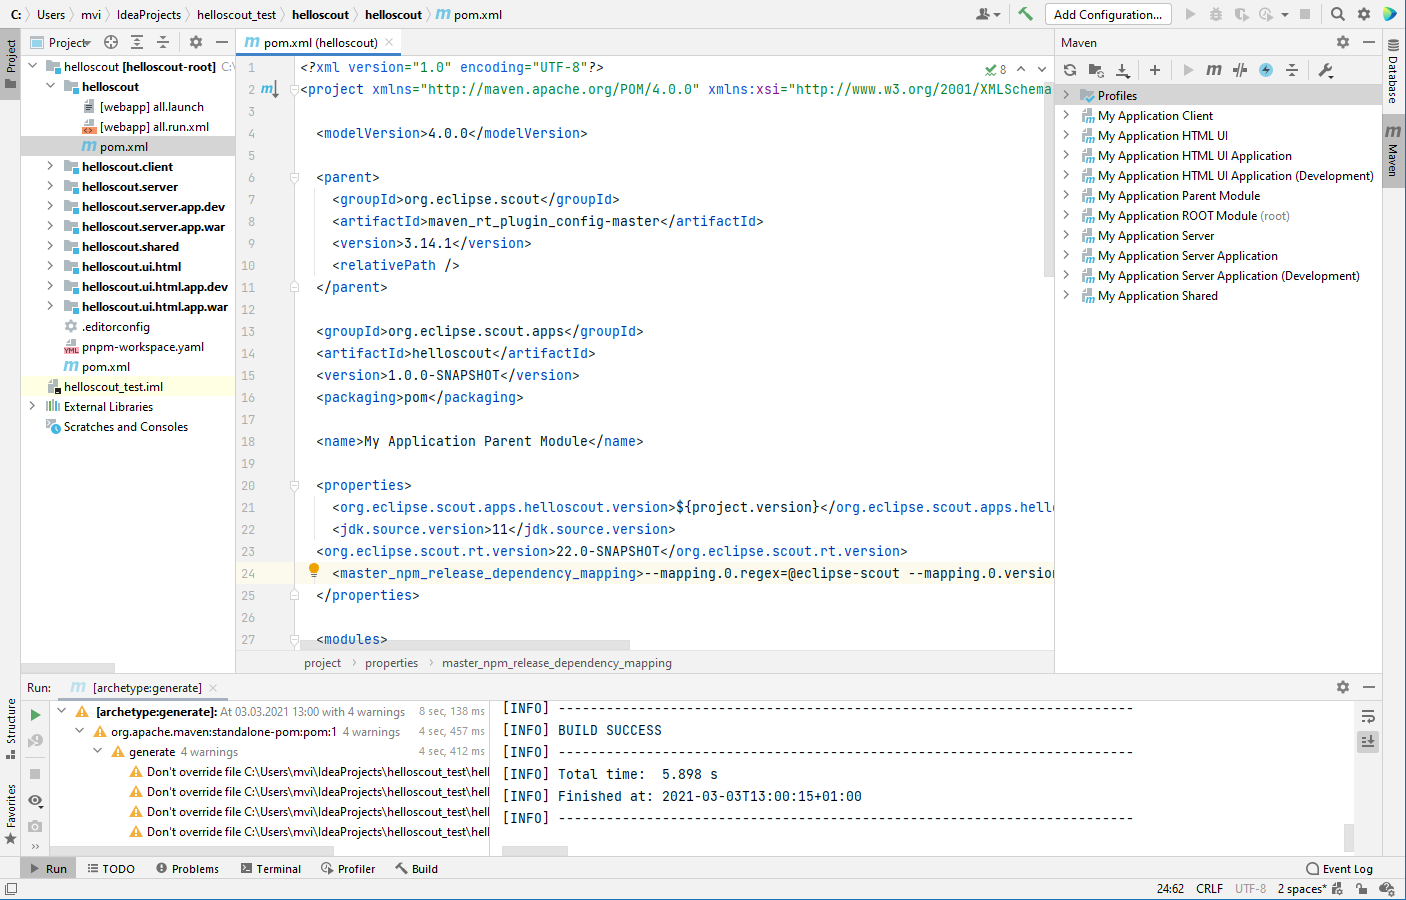 C: Users mvi IdeaProjects helloscout_test helloscout helloscout m pom.xml
Add Configuration...
Project
Project
helloscout [helloscout-root] C:\
helloscout
[webapp] all.launch
[webapp] all.run.xml
m pom.xml
helloscout.client
helloscout.server
helloscout.server.app.dev
helloscout.server.app.war
helloscout.shared
helloscout.ui.html
helloscout.ui.html.app.dev
helloscout.ui.html.app.war
.editorconfig
YML pnpm-workspace.yaml
m pom.xml
helloscout_test.iml
External Libraries
Scratches and Consoles
m pom.xml (helloscout)
8
1 <?xml version="1.0" encoding="UTF-8"?>
2 m <project xmlns="http://maven.apache.org/POM/4.0.0" xmlns:xsi="http://www.w3.org/2001/XMLSchema
3
4 <modelVersion>4.0.0</modelVersion>
5
6 <parent>
7 <groupId>org.eclipse.scout</groupId>
8 <artifactId>maven_rt_plugin_config-master</artifactId>
9 <version>3.14.1</version>
10 <relativePath />
11 </parent>
12
13 <groupId>org.eclipse.scout.apps</groupId>
14 <artifactId>helloscout</artifactId>
15 <version>1.0.0-SNAPSHOT</version>
16 <packaging>pom</packaging>
17
18 <name>My Application Parent Module</name>
19
20 <properties>
21 <org.eclipse.scout.apps.helloscout.version>${project.version}</org.eclipse.scout.apps.hello
22 <jdk.source.version>11</jdk.source.version>
23 <org.eclipse.scout.rt.version>22.0-SNAPSHOT</org.eclipse.scout.rt.version>
24 <master_npm_release_dependency_mapping>--mapping.0.regex=@eclipse-scout --mapping.0.version
25 </properties>
26
27 <modules>
project properties master_npm_release_dependency_mapping
Maven
m
Profiles
My Application Client
My Application HTML UI
My Application HTML UI Application
My Application HTML UI Application (Development)
My Application Parent Module
My Application ROOT Module (root)
My Application Server
My Application Server Application
My Application Server Application (Development)
My Application Shared
Database
m Maven
Run: m [archetype:generate]
[archetype:generate]: At 03.03.2021 13:00 with 4 warnings 8 sec, 138 ms
org.apache.maven:standalone-pom:pom:1 4 warnings 4 sec, 457 ms
generate 4 warnings 4 sec, 412 ms
Don't override file C:\Users\mvi\IdeaProjects\helloscout_test\hell
Don't override file C:\Users\mvi\IdeaProjects\helloscout_test\hell
Don't override file C:\Users\mvi\IdeaProjects\helloscout_test\hell
Don't override file C:\Users\mvi\IdeaProjects\helloscout_test\hell
[INFO] ------------------------------------------------------------------------
[INFO] BUILD SUCCESS
[INFO] ------------------------------------------------------------------------
[INFO] Total time:  5.898 s
[INFO] Finished at: 2021-03-03T13:00:15+01:00
[INFO] ------------------------------------------------------------------------
Structure
Favorites
Run TODO Problems Terminal Profiler Build Event Log
24:62 CRLF UTF-8 2 spaces*